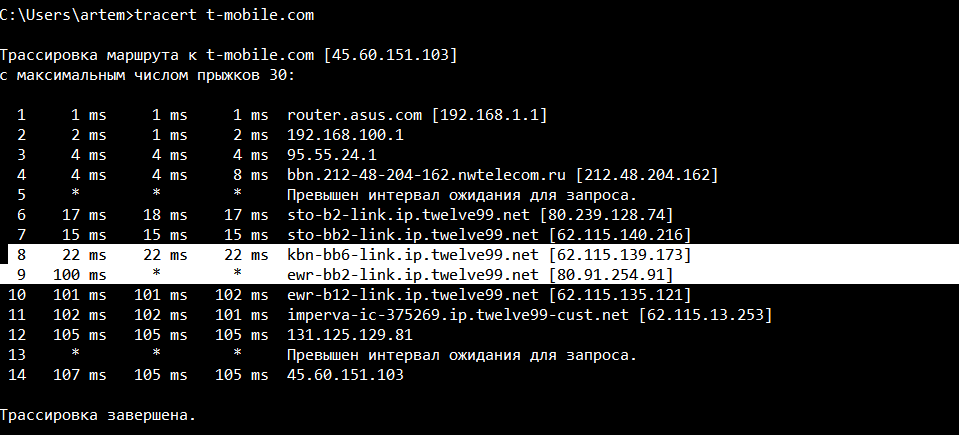 C:\Users\artem>tracert t-mobile.com
Трассировка маршрута к t-mobile.com [45.60.151.103]
с максимальным числом прыжков 30:
1 1 ms 1 ms 1 ms router.asus.com [192.168.1.1]
2 2 ms 1 ms 2 ms 192.168.100.1
3 4 ms 4 ms 4 ms 95.55.24.1
4 4 ms 4 ms 8 ms bbn.212-48-204-162.nwtelecom.ru [212.48.204.162]
5 * * * Превышен интервал ожидания для запроса.
6 17 ms 18 ms 17 ms sto-b2-link.ip.twelve99.net [80.239.128.74]
7 15 ms 15 ms 15 ms sto-bb2-link.ip.twelve99.net [62.115.140.216]
8 22 ms 22 ms 22 ms kbn-bb6-link.ip.twelve99.net [62.115.139.173]
9 100 ms * * ewr-bb2-link.ip.twelve99.net [80.91.254.91]
10 101 ms 101 ms 102 ms ewr-b12-link.ip.twelve99.net [62.115.135.121]
11 102 ms 102 ms 101 ms imperva-ic-375269.ip.twelve99-cust.net [62.115.13.253]
12 105 ms 105 ms 105 ms 131.125.129.81
13 * * * Превышен интервал ожидания для запроса.
14 107 ms 105 ms 105 ms 45.60.151.103
Трассировка завершена.